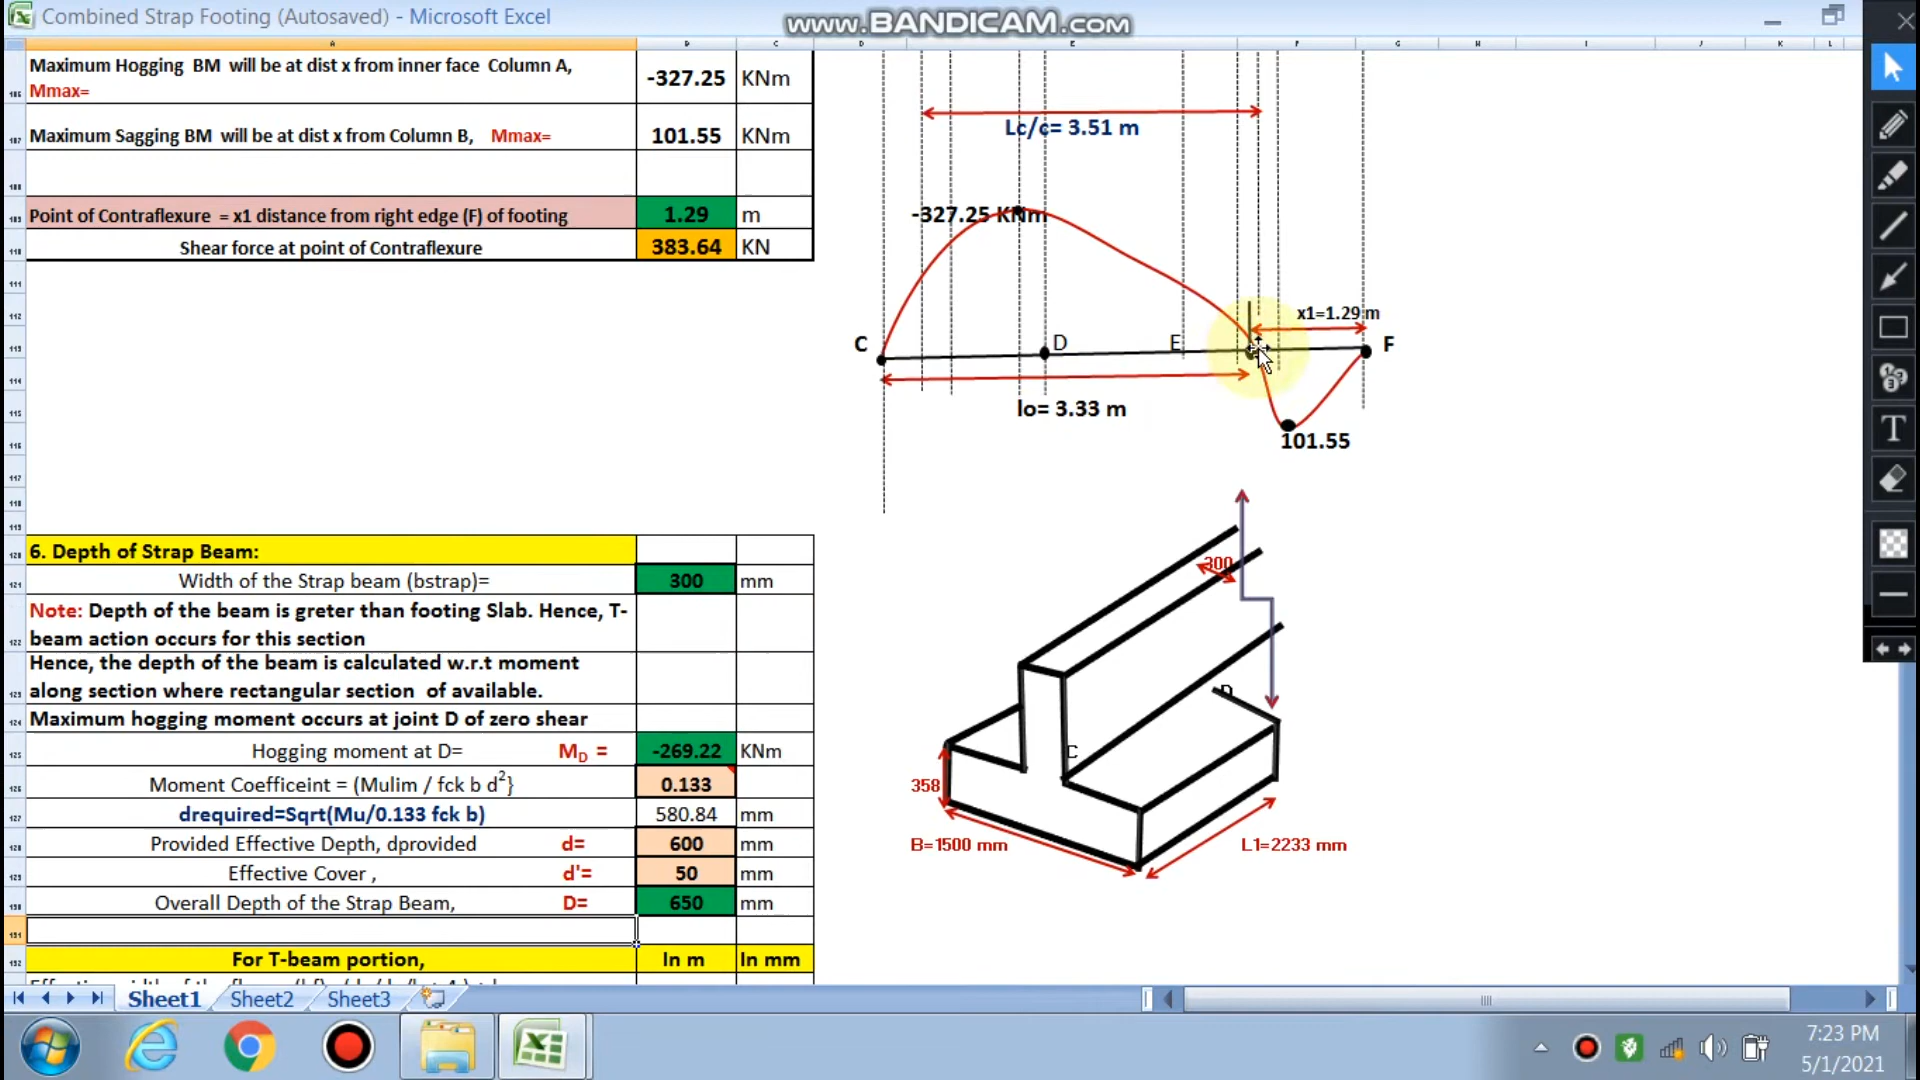 Combined Strap Footing (Autosaved) - Microsoft Excel
www.BANDICAM.com
Maximum Hogging BM will be at dist x from inner face Column A,
Mmax= -327.25 KNm
Maximum Sagging BM will be at dist x from Column B, Mmax= 101.55 KNm
Point of Contraflexure = x1 distance from right edge (F) of footing 1.29 m
Shear force at point of Contraflexure 383.64 KN
Lc/c= 3.51 m
-327.25 KNm
x1=1.29 m
C D E F
lo= 3.33 m
101.55
6. Depth of Strap Beam:
Width of the Strap beam (bstrap)= 300 mm
Note: Depth of the beam is greter than footing Slab. Hence, T-
beam action occurs for this section
Hence, the depth of the beam is calculated w.r.t moment
along section where rectangular section of available.
Maximum hogging moment occurs at joint D of zero shear
Hogging moment at D= MD = -269.22 KNm
Moment Coefficeint = (Mulim / fck b d2} 0.133
drequired=Sqrt(Mu/0.133 fck b) 580.84 mm
Provided Effective Depth, dprovided d= 600 mm
Effective Cover , d'= 50 mm
Overall Depth of the Strap Beam, D= 650 mm
For T-beam portion, In m In mm
300
D
C
358
B=1500 mm
L1=2233 mm
Sheet1 Sheet2 Sheet3
7:23 PM
5/1/2021